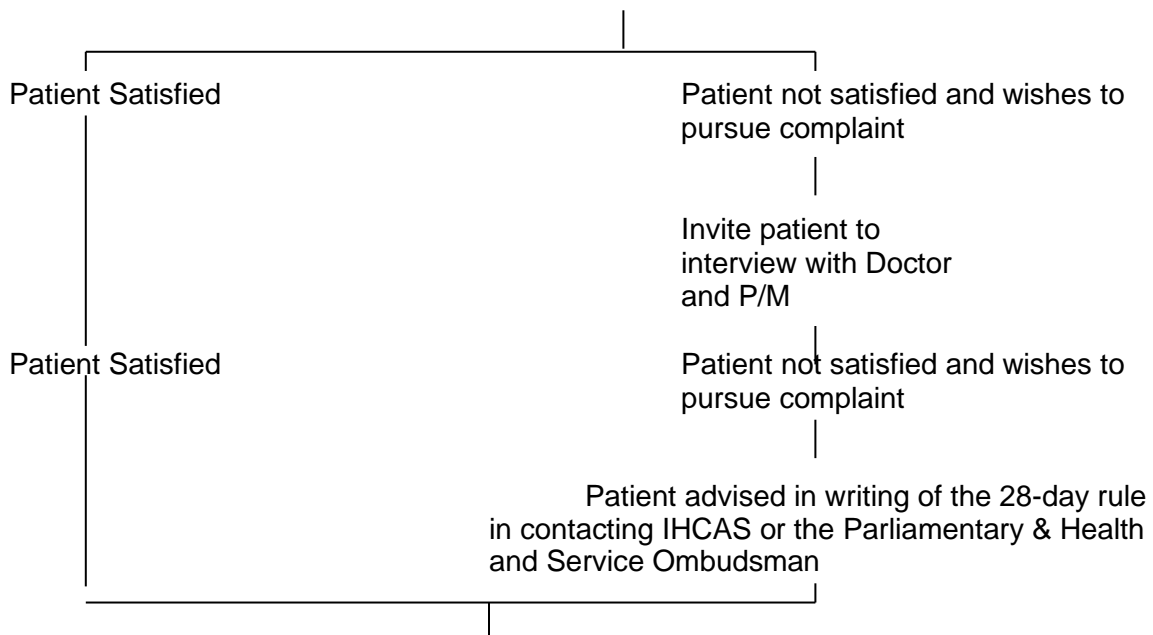 Patient Satisfied
Patient not satisfied and wishes to
pursue complaint
Invite patient to
interview with Doctor
and P/M
Patient Satisfied
Patient not satisfied and wishes to
pursue complaint
Patient advised in writing of the 28-day rule
in contacting IHCAS or the Parliamentary & Health
and Service Ombudsman